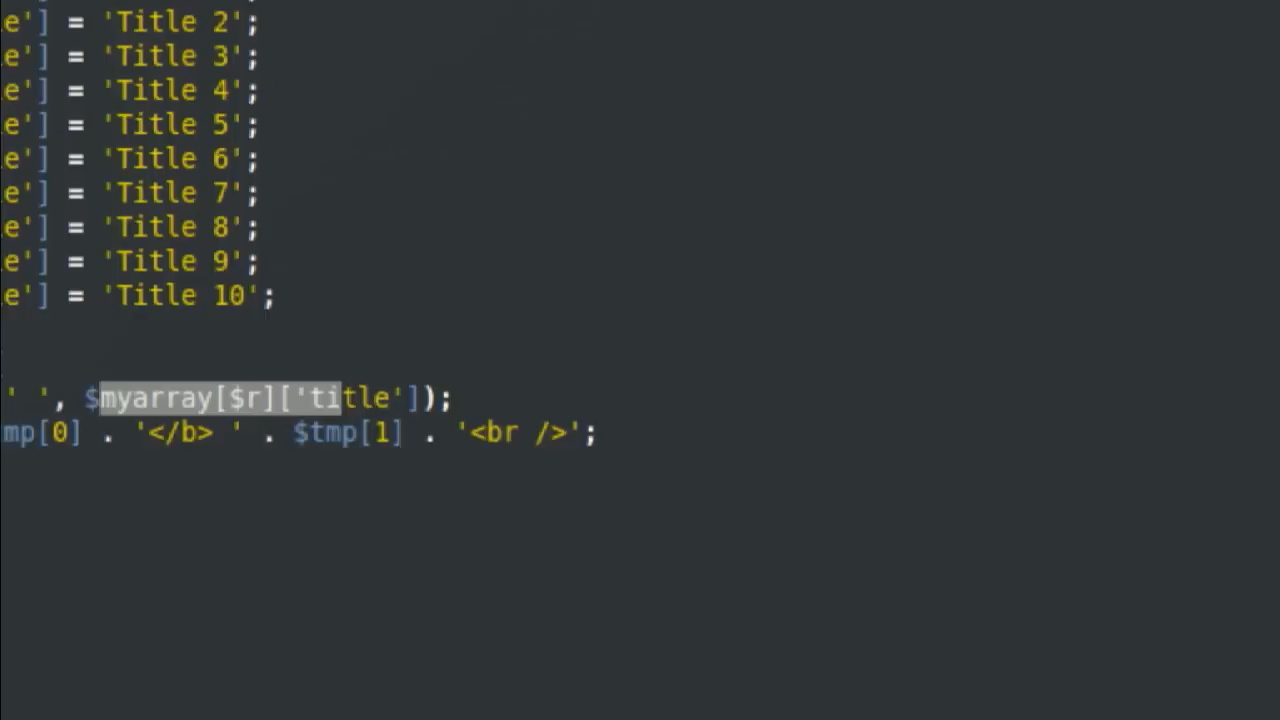 e'] = 'Title 2';
e'] = 'Title 3';
e'] = 'Title 4';
e'] = 'Title 5';
e'] = 'Title 6';
e'] = 'Title 7';
e'] = 'Title 8';
e'] = 'Title 9';
e'] = 'Title 10';
' ', $myarray[$r]['title']);
mp[0] . '</b> ' . $tmp[1] . '<br />';